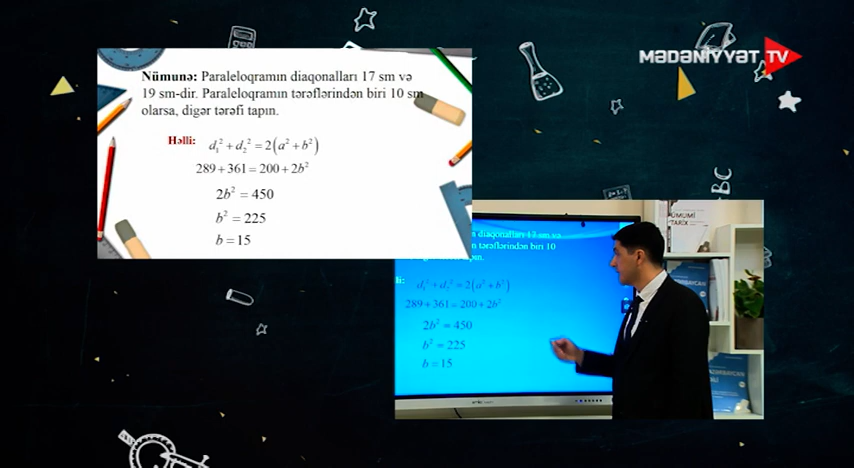 MƏDƏNİYYƏT TV
Nümunə: Paraleloqramın diaqonalları 17 sm və
19 sm-dir. Paraleloqramın tərəflərindən biri 10 sm
olarsa, digər tərəfi tapın.
Həlli: d₁² + d₂² = 2(a² + b²)
289 + 361 = 200 + 2b²
2b² = 450
b² = 225
b = 15
BC
diaqonalları 17 sm və
n tərəflərindən biri 10
li: d₁² + d₂² = 2(a² + b²)
289 + 361 = 200 + 2b²
2b² = 450
b² = 225
b = 15
ÜMUMİ
TARİX